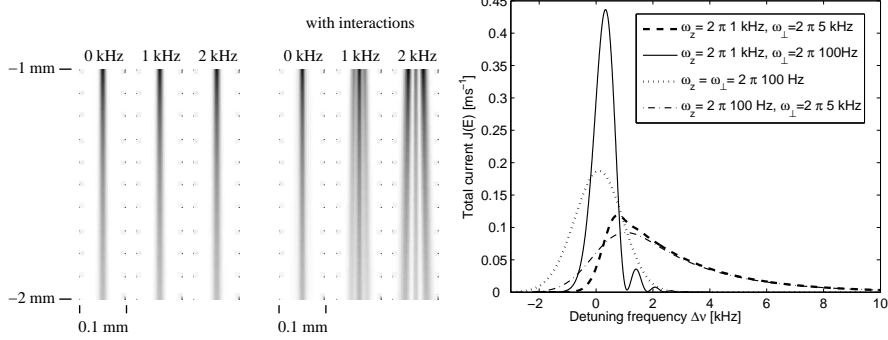 with interactions
0 kHz 1 kHz 2 kHz 0 kHz 1 kHz 2 kHz
−1 mm
−2 mm
0.1 mm 0.1 mm
0.45
0.4
0.35
0.3
0.25
0.2
0.15
0.1
0.05
0
Total current J(E) [ms⁻¹]
ω_z= 2 π 1 kHz, ω_⊥=2 π 5 kHz
ω_z= 2 π 1 kHz, ω_⊥=2 π 100Hz
ω_z = ω_⊥= 2 π 100 Hz
ω_z= 2 π 100 Hz, ω_⊥=2 π 5 kHz
−2 0 2 4 6 8 10
Detuning frequency Δν [kHz]